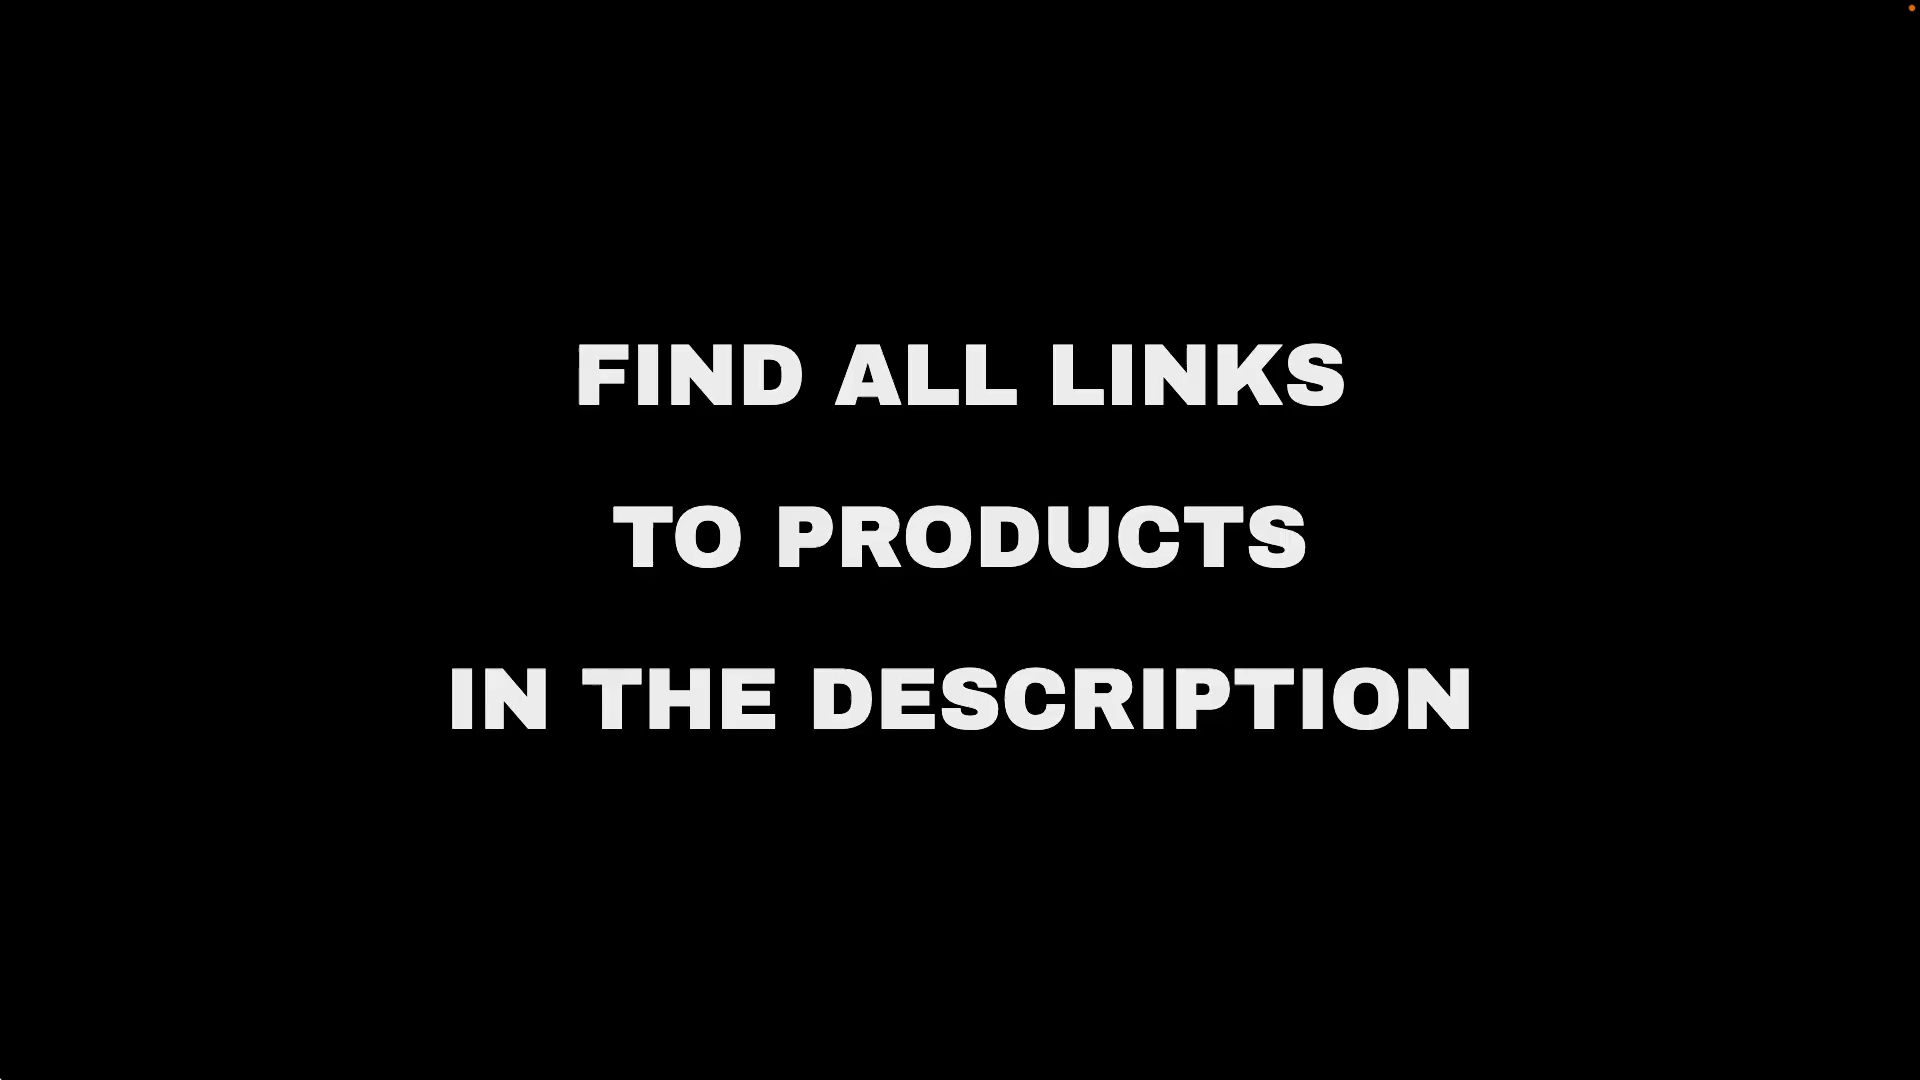 FIND ALL LINKS
TO PRODUCTS
IN THE DESCRIPTION